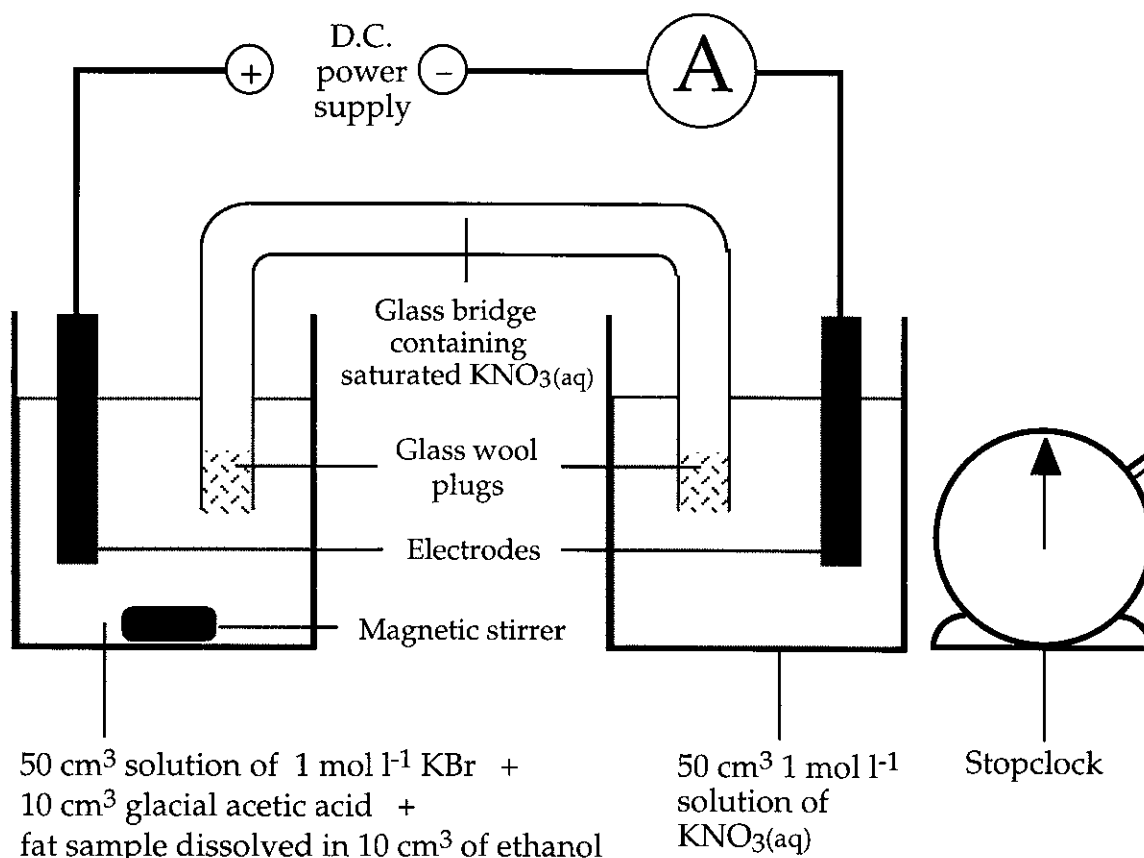 D.C.
power
supply
+
−
A
Glass bridge
containing
saturated KNO3(aq)
Glass wool
plugs
Electrodes
Magnetic stirrer
50 cm³ solution of 1 mol l⁻¹ KBr +
10 cm³ glacial acetic acid +
fat sample dissolved in 10 cm³ of ethanol
50 cm³ 1 mol l⁻¹
solution of
KNO3(aq)
Stopclock